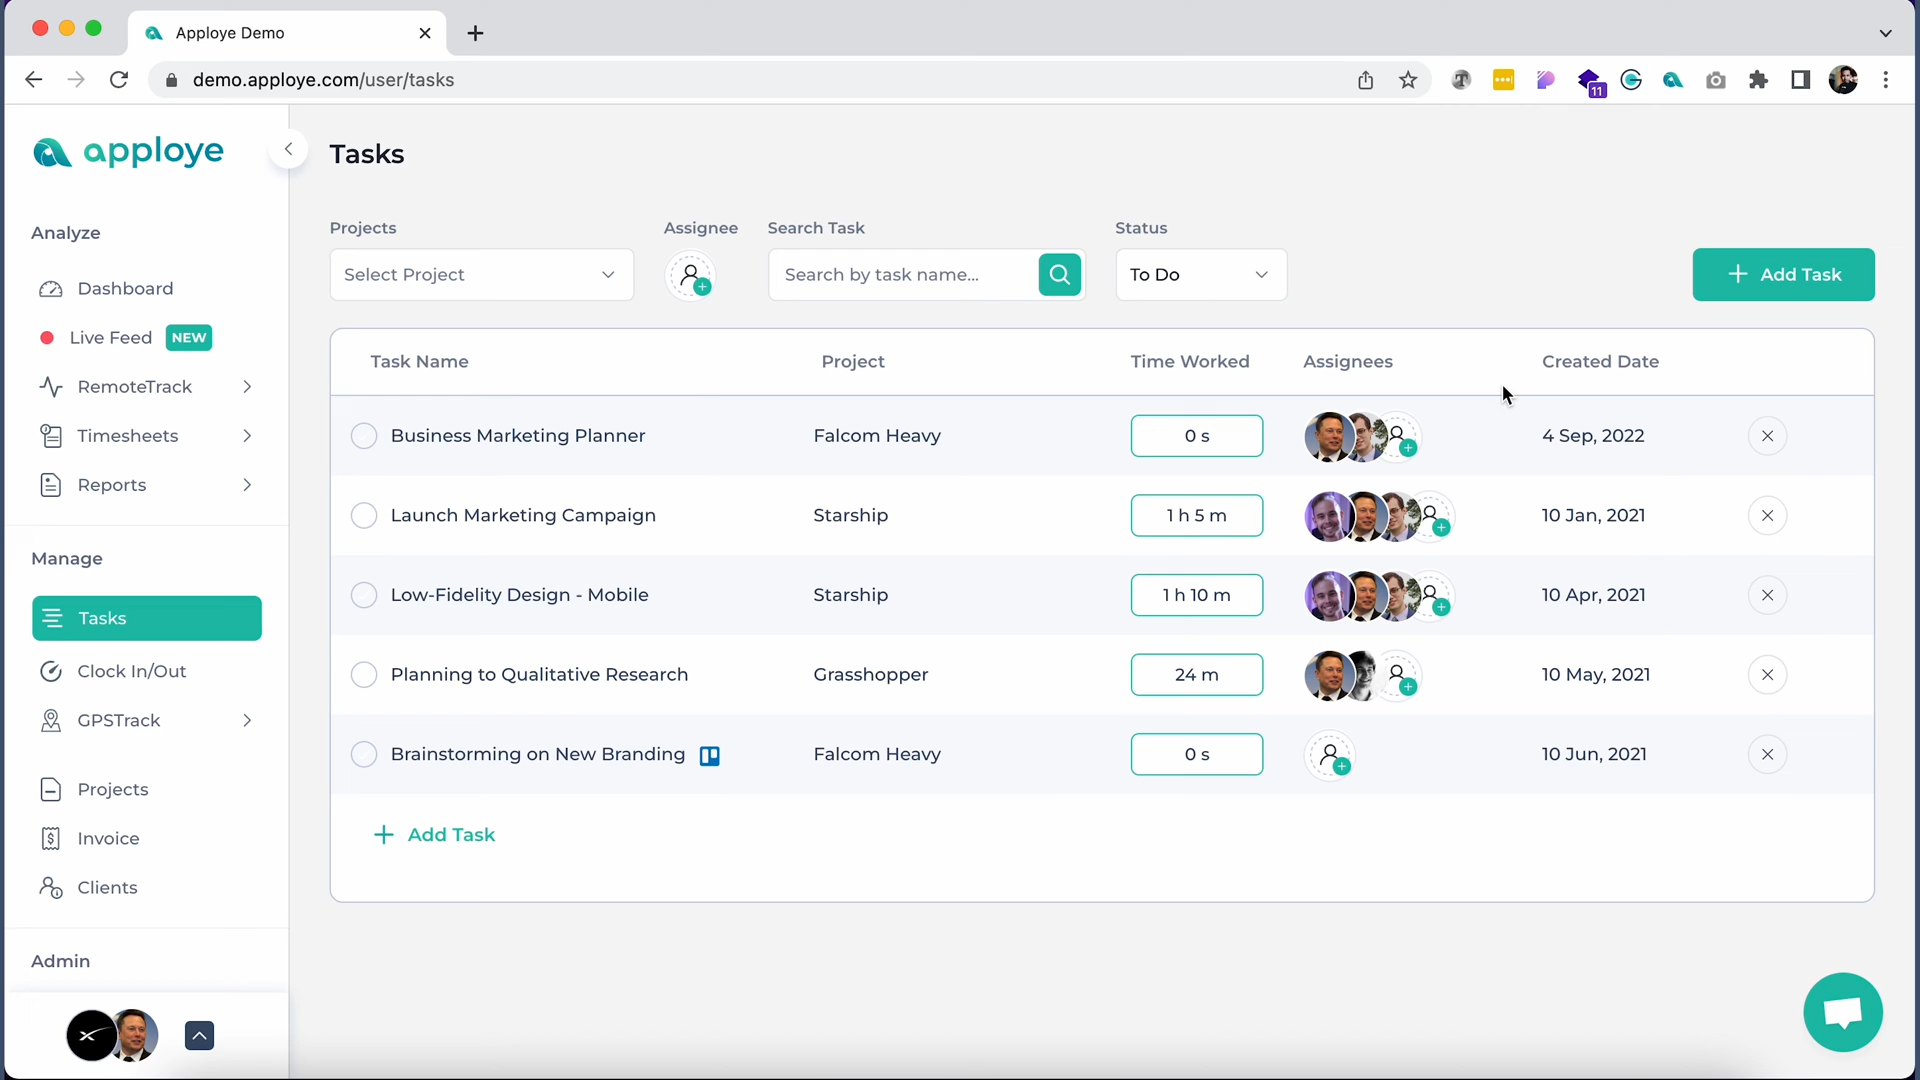 Apploye Demo
demo.apploye.com/user/tasks
11
apploye
Tasks
Analyze
Dashboard
Live Feed NEW
RemoteTrack
Timesheets
Reports
Manage
Tasks
Clock In/Out
GPSTrack
Projects
Invoice
Clients
Admin
Projects Assignee Search Task Status
Select Project Search by task name... To Do Add Task
Task Name Project Time Worked Assignees Created Date
Business Marketing Planner Falcom Heavy 0 s 4 Sep, 2022
Launch Marketing Campaign Starship 1 h 5 m 10 Jan, 2021
Low-Fidelity Design - Mobile Starship 1 h 10 m 10 Apr, 2021
Planning to Qualitative Research Grasshopper 24 m 10 May, 2021
Brainstorming on New Branding Falcom Heavy 0 s 10 Jun, 2021
Add Task